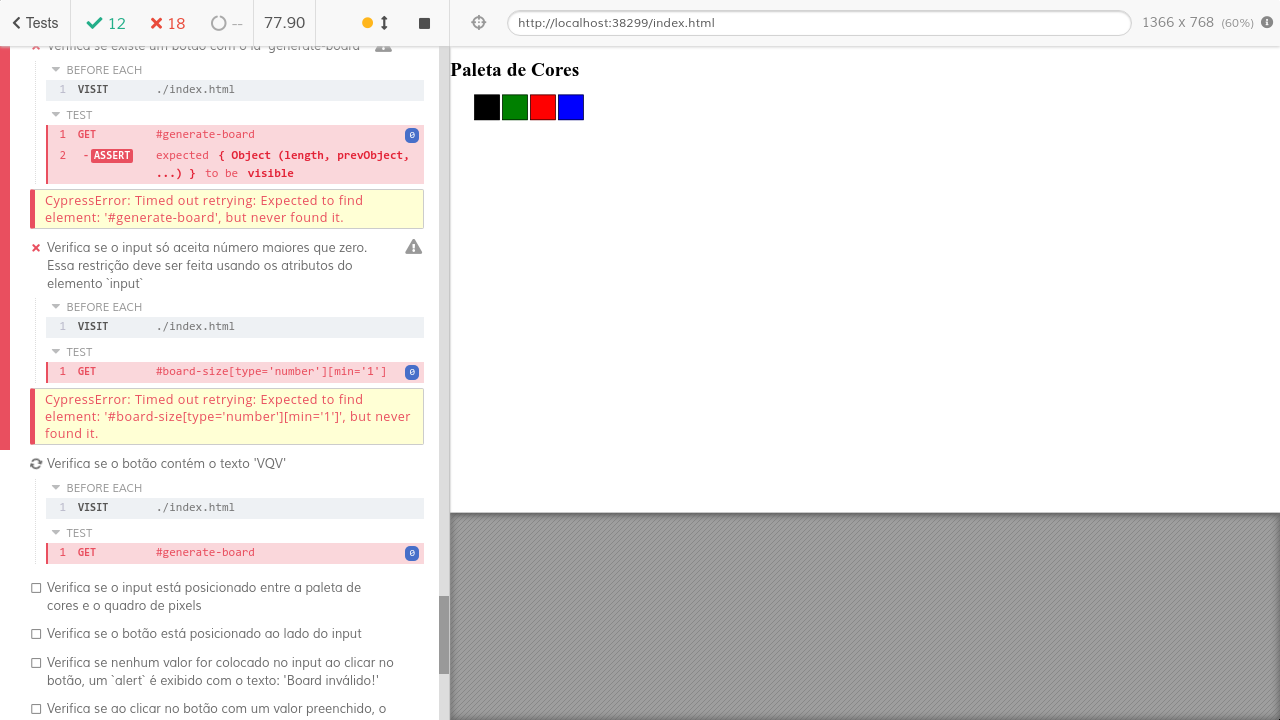 Tests
12
18
--
77.90
http://localhost:38299/index.html
1366 x 768 (60%)
Verifica se existe um botão com o id 'generate-board'
BEFORE EACH
1 VISIT ./index.html
TEST
1 GET #generate-board 0
2 -ASSERT expected { Object (length, prevObject,
...) } to be visible
CypressError: Timed out retrying: Expected to find
element: '#generate-board', but never found it.
Verifica se o input só aceita número maiores que zero.
Essa restrição deve ser feita usando os atributos do
elemento `input`
BEFORE EACH
1 VISIT ./index.html
TEST
1 GET #board-size[type='number'][min='1'] 0
CypressError: Timed out retrying: Expected to find
element: '#board-size[type='number'][min='1']', but never
found it.
Verifica se o botão contém o texto 'VQV'
BEFORE EACH
1 VISIT ./index.html
TEST
1 GET #generate-board 0
Verifica se o input está posicionado entre a paleta de
cores e o quadro de pixels
Verifica se o botão está posicionado ao lado do input
Verifica se nenhum valor for colocado no input ao clicar no
botão, um `alert` é exibido com o texto: 'Board inválido!'
Verifica se ao clicar no botão com um valor preenchido, o
Paleta de Cores